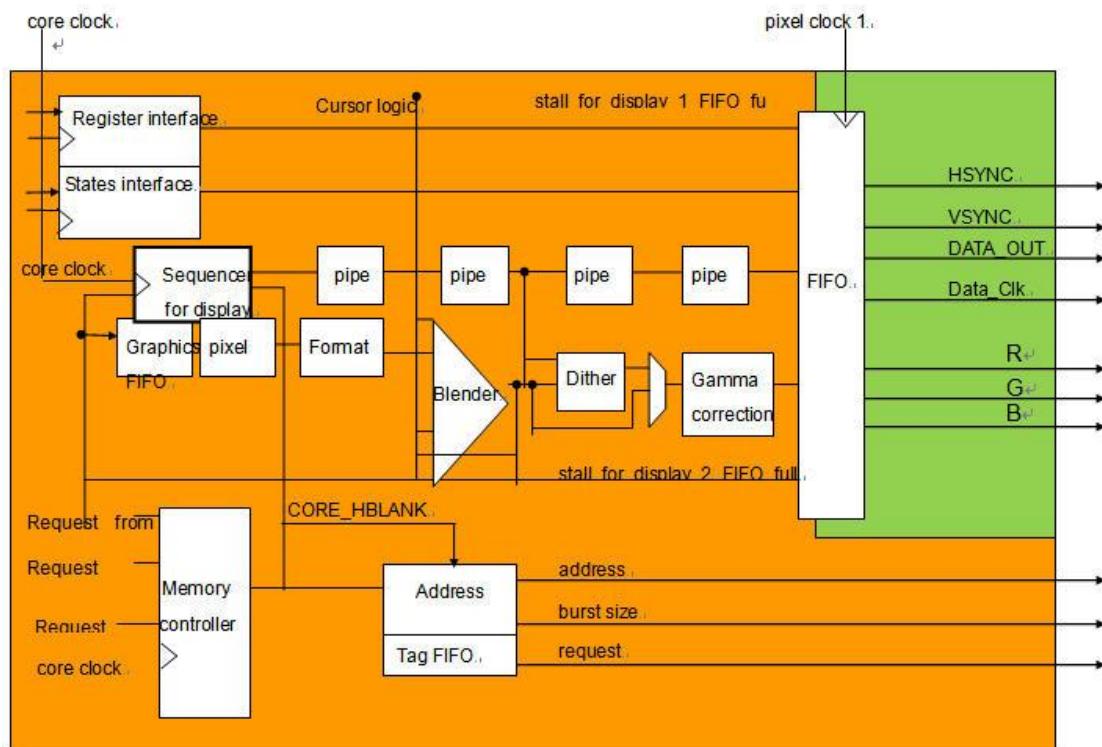 core clock
pixel clock 1
Cursor logic
stall for display 1 FIFO fu
Register interface
States interface
HSYNC
VSYNC
DATA_OUT
Data_Clk
R
G
B
core clock
Sequencer
for display
pipe
pipe
pipe
pipe
FIFO
Graphics
FIFO
pixel
Format
Blender
Dither
Gamma
correction
stall for display 2 FIFO full
CORE_HBLANK
Request from
Request
Request
core clock
Memory
controller
Address
Tag FIFO
address
burst size
request